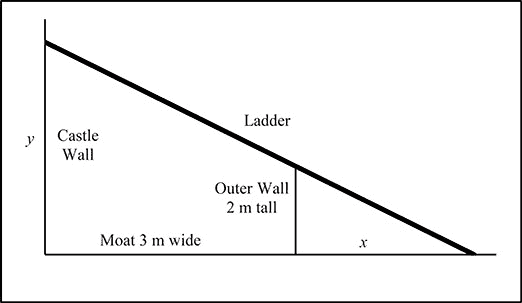 Ladder
y
Castle
Wall
Outer Wall
2 m tall
Moat 3 m wide
x